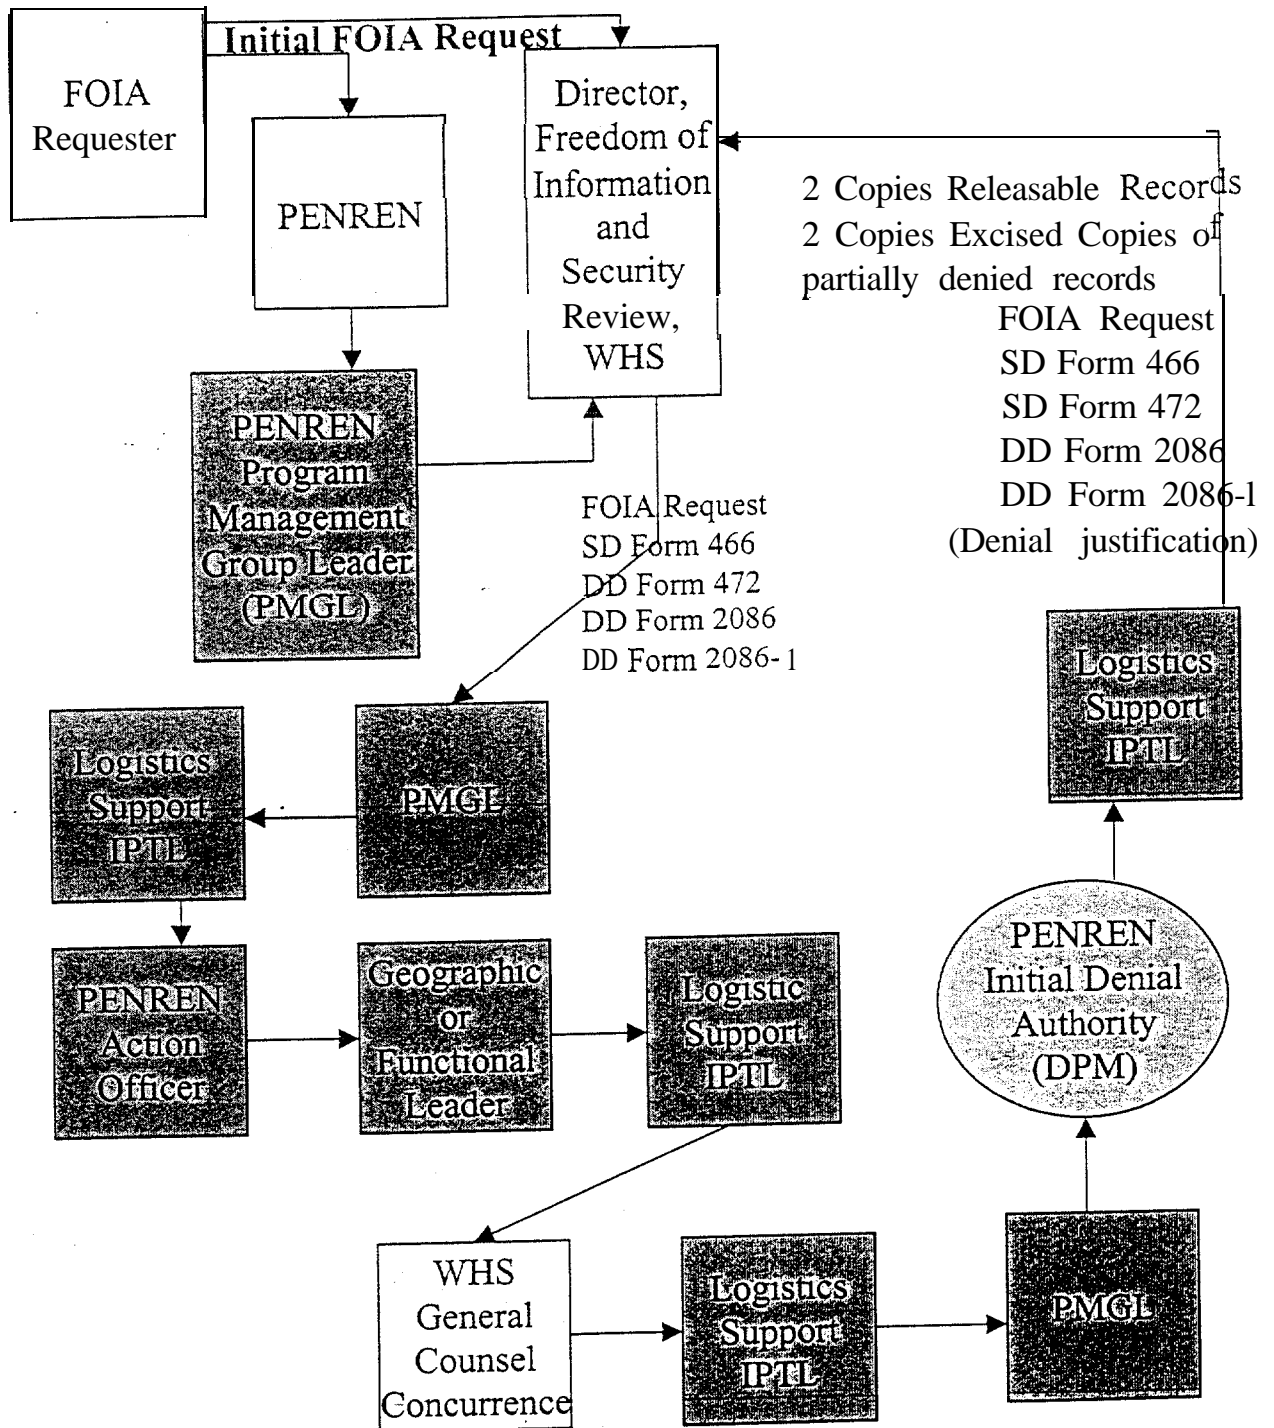 Initial FOIA Request
FOIA
Requester
PENREN
Director,
Freedom of
Information
and
Security
Review,
WHS
2 Copies Releasable Records
2 Copies Excised Copies of
partially denied records
FOIA Request
SD Form 466
SD Form 472
DD Form 2086
DD Form 2086-1
(Denial justification)
PENREN
Program
Management
Group Leader
(PMGL)
FOIA Request
SD Form 466
DD Form 472
DD Form 2086
DD Form 2086-1
Logistics
Support
IPTL
PMGL
Logistics
Support
IPTL
PENREN
Action
Officer
Geographic
or
Functional
Leader
Logistic
Support
IPTL
PENREN
Initial Denial
Authority
(DPM)
WHS
General
Counsel
Concurrence
Logistics
Support
IPTL
PMGL